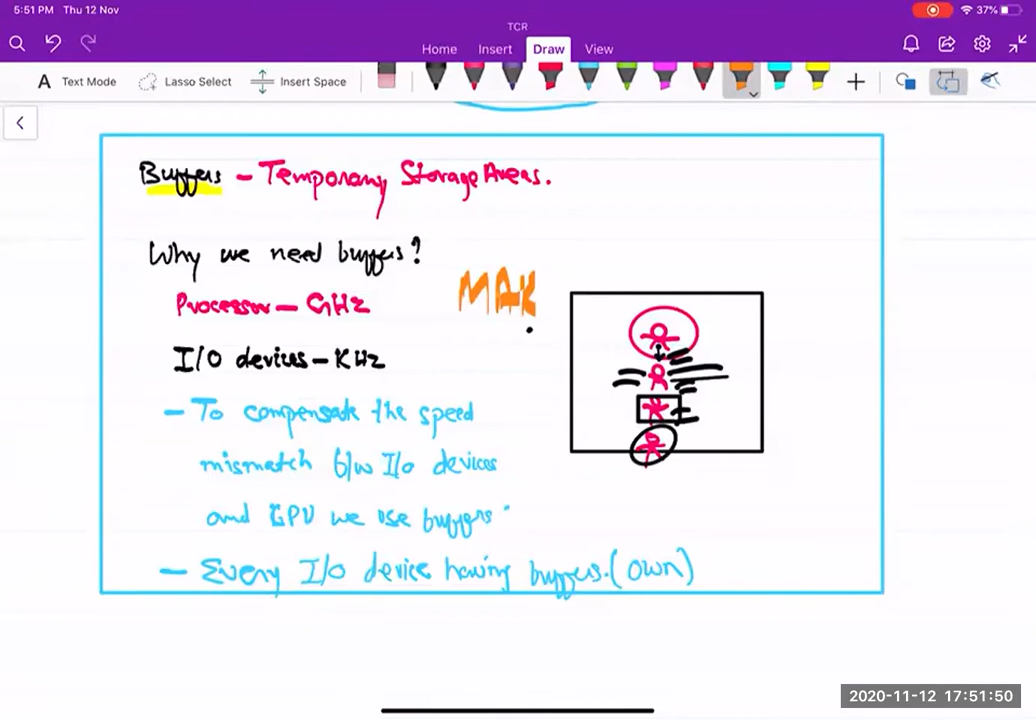 5:51 PM Thu 12 Nov
37%
TCR
Home Insert Draw View
A Text Mode Lasso Select Insert Space
Buffers - Temporary Storage Areas.
Why we need buffers?
Processor - GHz
MAR
I/O devices - KHz
- To compensate the speed
mismatch b/w I/o devices
and CPU we use buffers
- Every I/o device having buffers. (own)
2020-11-12 17:51:50